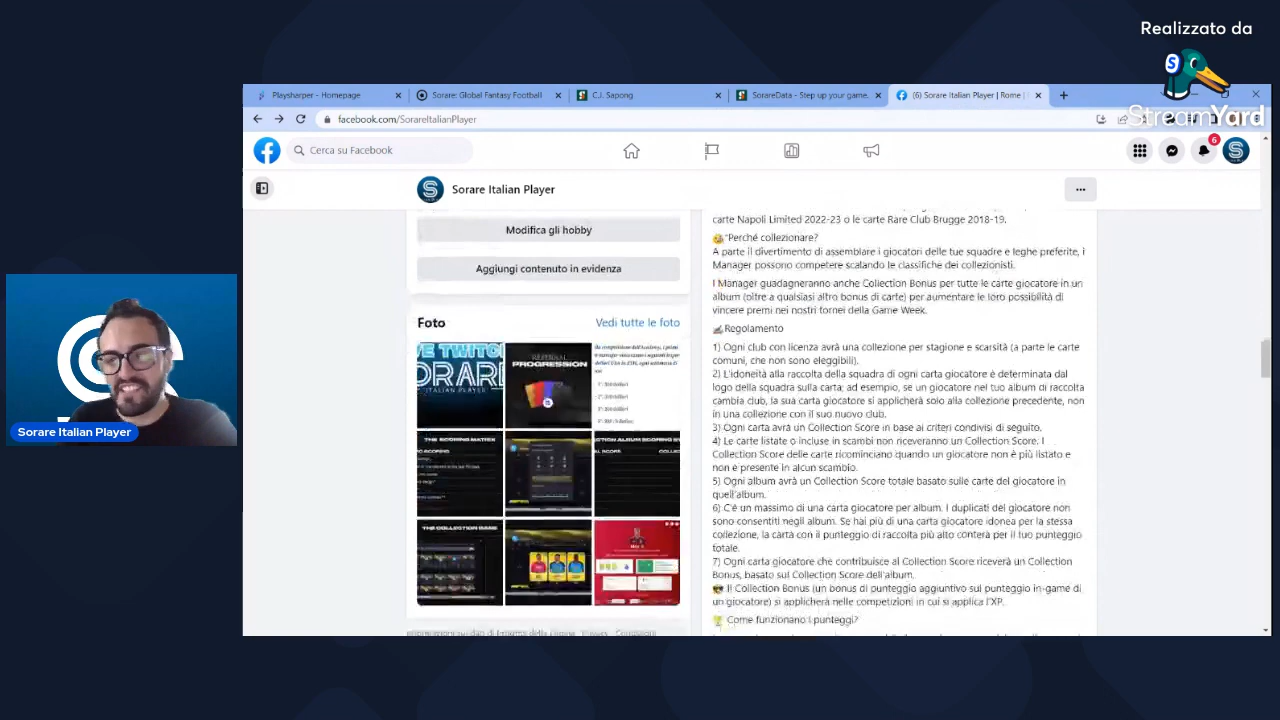 Realizzato da
StreamYard
Playsharper - Homepage
Sorare: Global Fantasy Football
C.J. Sapong
SorareData - Step up your game,
(6) Sorare Italian Player | Rome |
facebook.com/SorareItalianPlayer
Cerca su Facebook
6
Sorare Italian Player
Modifica gli hobby
Aggiungi contenuto in evidenza
Foto
Vedi tutte le foto
PROGRESSION
THE SCORING MATRIX
THE COLLECTION GAME
carte Napoli Limited 2022-23 o le carte Rare Club Brugge 2018-19.
Perché collezionare?
A parte il divertimento di assemblare i giocatori delle tue squadre e leghe preferite, i
Manager possono competere scalando le classifiche dei collezionisti.
I Manager guadagneranno anche Collection Bonus per tutte le carte giocatore in un
album (oltre a qualsiasi altro bonus di carte) per aumentare le loro possibilità di
vincere premi nei nostri tornei della Game Week.
Regolamento
1) Ogni club con licenza avrà una collezione per stagione e scarsità (a parte le carte
comuni, che non sono eleggibili).
2) L'idoneità alla raccolta della squadra di ogni carta giocatore è determinata dal
logo della squadra sulla carta; ad esempio, se un giocatore nel tuo album di raccolta
cambia club, la sua carta giocatore si applicherà solo alla collezione precedente, non
in una collezione con il suo nuovo club.
3) Ogni carta avrà un Collection Score in base ai criteri condivisi di seguito.
4) Le carte listate o incluse in scambi non riceveranno un Collection Score. I
Collection Score delle carte ricominciano quando un giocatore non è più listato e
non è presente in alcun scambio.
5) Ogni album avrà un Collection Score totale basato sulle carte del giocatore in
quell'album.
6) C'è un massimo di una carta giocatore per album. I duplicati del giocatore non
sono consentiti negli album. Se hai più di una carta giocatore idonea per la stessa
collezione, la carta con il punteggio di raccolta più alto conterà per il tuo punteggio
totale.
7) Ogni carta giocatore che contribuisce al Collection Score riceverà un Collection
Bonus, basato sul Collection Score dell'album.
Il Collection Bonus (un bonus di punteggio aggiuntivo sul punteggio in-game di
un giocatore) si applicherà nelle competizioni in cui si applica l'XP.
Come funzionano i punteggi?
Sorare Italian Player